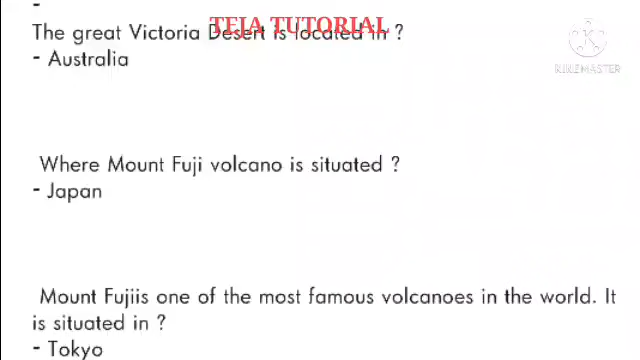 -
TEJA TUTORIAL
The great Victoria Desert is located in ?
- Australia
KINEMASTER
Where Mount Fuji volcano is situated ?
- Japan
Mount Fujiis one of the most famous volcanoes in the world. It
is situated in ?
- Tokyo